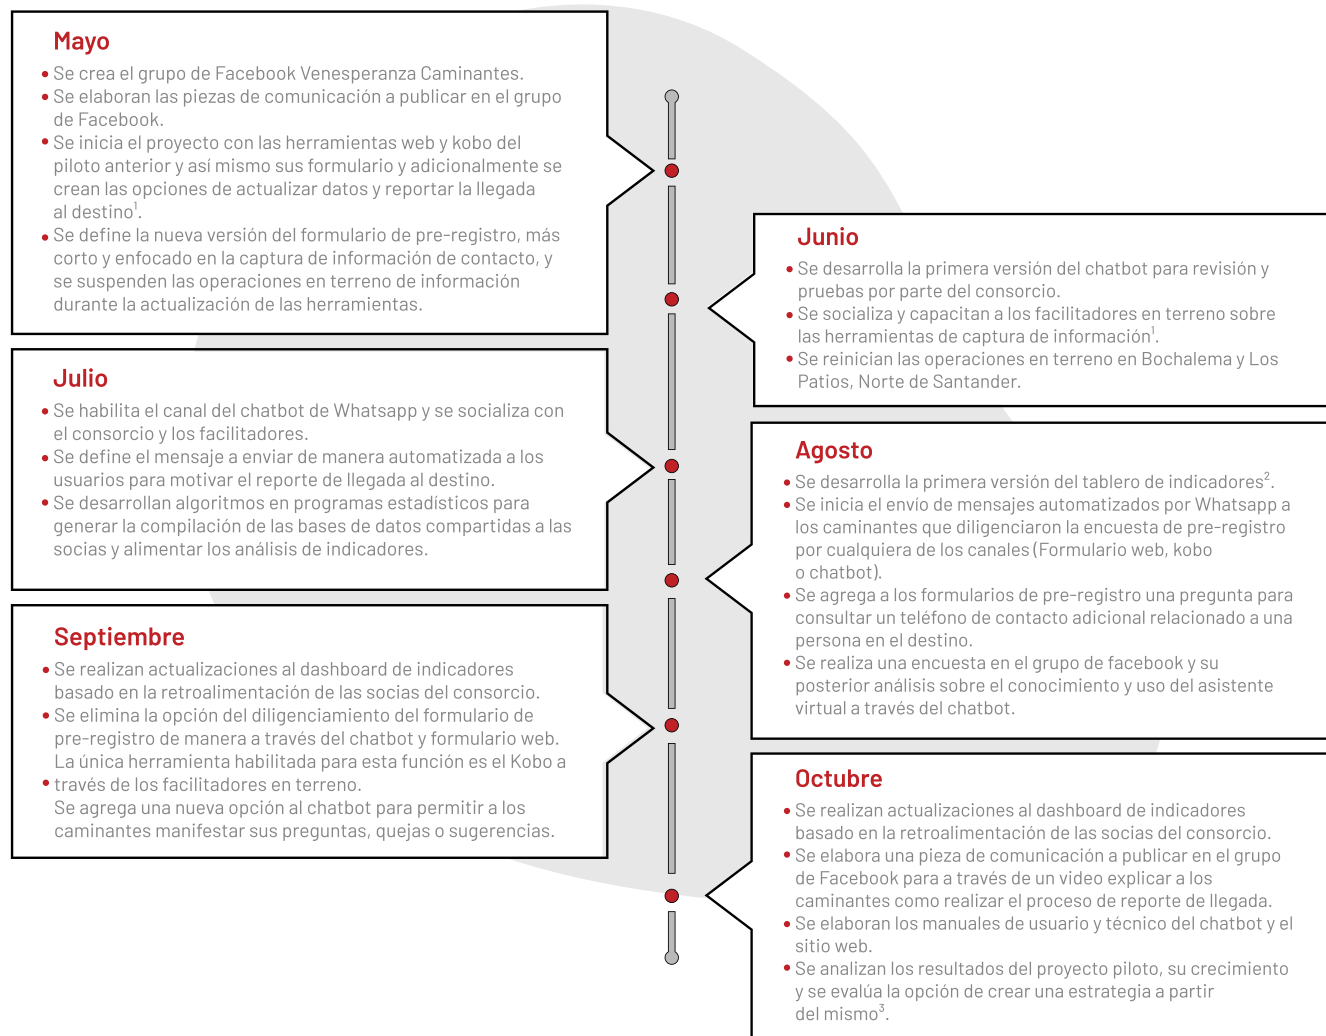 Mayo
• Se crea el grupo de Facebook Venesperanza Caminantes.
• Se elaboran las piezas de comunicación a publicar en el grupo
de Facebook.
• Se inicia el proyecto con las herramientas web y kobo del
piloto anterior y así mismo sus formulario y adicionalmente se
crean las opciones de actualizar datos y reportar la llegada
al destino¹.
• Se define la nueva versión del formulario de pre-registro, más
corto y enfocado en la captura de información de contacto, y
se suspenden las operaciones en terreno de información
durante la actualización de las herramientas.
Junio
• Se desarrolla la primera versión del chatbot para revisión y
pruebas por parte del consorcio.
• Se socializa y capacitan a los facilitadores en terreno sobre
las herramientas de captura de información¹.
• Se reinician las operaciones en terreno en Bochalema y Los
Patios, Norte de Santander.
Julio
• Se habilita el canal del chatbot de Whatsapp y se socializa con
el consorcio y los facilitadores.
• Se define el mensaje a enviar de manera automatizada a los
usuarios para motivar el reporte de llegada al destino.
• Se desarrollan algoritmos en programas estadísticos para
generar la compilación de las bases de datos compartidas a las
socias y alimentar los análisis de indicadores.
Agosto
• Se desarrolla la primera versión del tablero de indicadores².
• Se inicia el envío de mensajes automatizados por Whatsapp a
los caminantes que diligenciaron la encuesta de pre-registro
por cualquiera de los canales (Formulario web, kobo
o chatbot).
• Se agrega a los formularios de pre-registro una pregunta para
consultar un teléfono de contacto adicional relacionado a una
persona en el destino.
• Se realiza una encuesta en el grupo de facebook y su
posterior análisis sobre el conocimiento y uso del asistente
virtual a través del chatbot.
Septiembre
• Se realizan actualizaciones al dashboard de indicadores
basado en la retroalimentación de las socias del consorcio.
• Se elimina la opción del diligenciamiento del formulario de
pre-registro de manera a través del chatbot y formulario web.
La única herramienta habilitada para esta función es el Kobo a
• través de los facilitadores en terreno.
Se agrega una nueva opción al chatbot para permitir a los
caminantes manifestar sus preguntas, quejas o sugerencias.
Octubre
• Se realizan actualizaciones al dashboard de indicadores
basado en la retroalimentación de las socias del consorcio.
• Se elabora una pieza de comunicación a publicar en el grupo
de Facebook para a través de un video explicar a los
caminantes como realizar el proceso de reporte de llegada.
• Se elaboran los manuales de usuario y técnico del chatbot y el
sitio web.
• Se analizan los resultados del proyecto piloto, su crecimiento
y se evalúa la opción de crear una estrategia a partir
del mismo³.